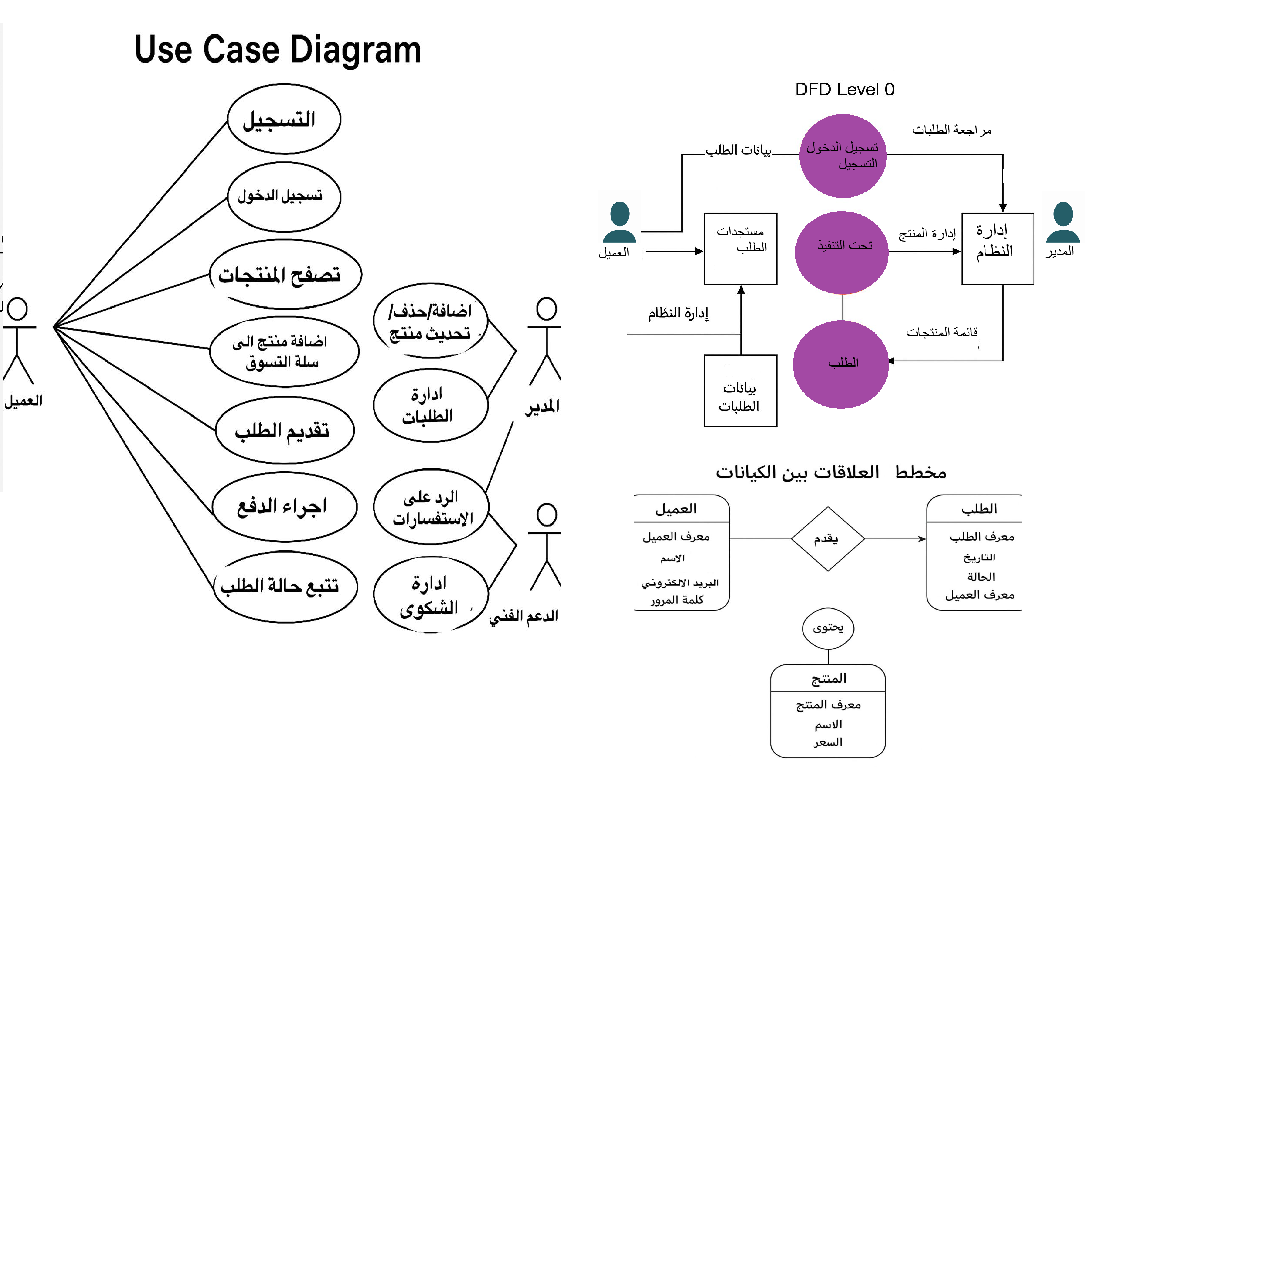 Use Case Diagram
التسجيل
تسجيل الدخول
تصفح المنتجات
اضافة منتج الى
سلة التسوق
تقديم الطلب
اجراء الدفع
تتبع حالة الطلب
العميل
اضافة/حذف/
تحديث منتج
ادارة
الطلبات
الرد على
الاستفسارات
ادارة
الشكوى
المدير
الدعم الفني
DFD Level 0
تسجيل الدخول
التسجيل
بيانات الطلب
مراجعة الطلبات
العميل
مستحدات
الطلب
تحت التنفيذ
إدارة المنتج
إدارة
النظام
المدير
إدارة النظام
قائمة المنتجات
الطلب
بيانات
الطلبات
مخطط العلاقات بين الكيانات
العميل
معرف العميل
الاسم
البريد الالكتروني
كلمة المرور
يقدم
الطلب
معرف الطلب
التاريخ
الحالة
معرف العميل
يحتوى
المنتج
معرف المنتج
الاسم
السعر